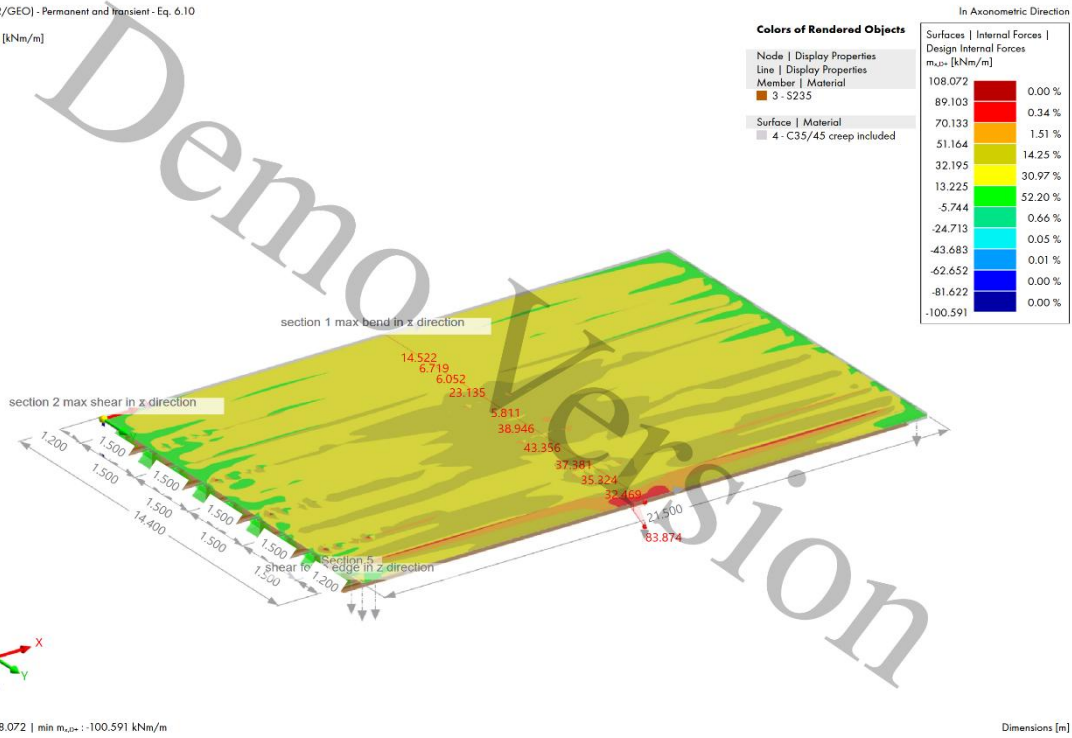 2/GEO) - Permanent and transient - Eq. 6.10
[kNm/m]
In Axonometric Direction
Colors of Rendered Objects
Node | Display Properties
Line | Display Properties
Member | Material
3 - S235
Surface | Material
4 - C35/45 creep included
Surfaces | Internal Forces |
Design Internal Forces
mx,D+ [kNm/m]
108.072
0.00 %
89.103
0.34 %
70.133
1.51 %
51.164
14.25 %
32.195
30.97 %
13.225
52.20 %
-5.744
0.66 %
-24.713
0.05 %
-43.683
0.01 %
-62.652
0.00 %
-81.622
0.00 %
-100.591
Demo Version
section 1 max bend in x direction
14.522
6.719
6.052
23.135
5.811
38.946
43.356
37.381
35.324
32.469
83.874
section 2 max shear in x direction
1.200
1.500
1.500
1.500
1.500
1.500
14.400
1.500
1.500
1.500
1.200
21.500
Section 5
shear edge in z direction
X
Y
8.072 | min mx,D+ : -100.591 kNm/m
Dimensions [m]